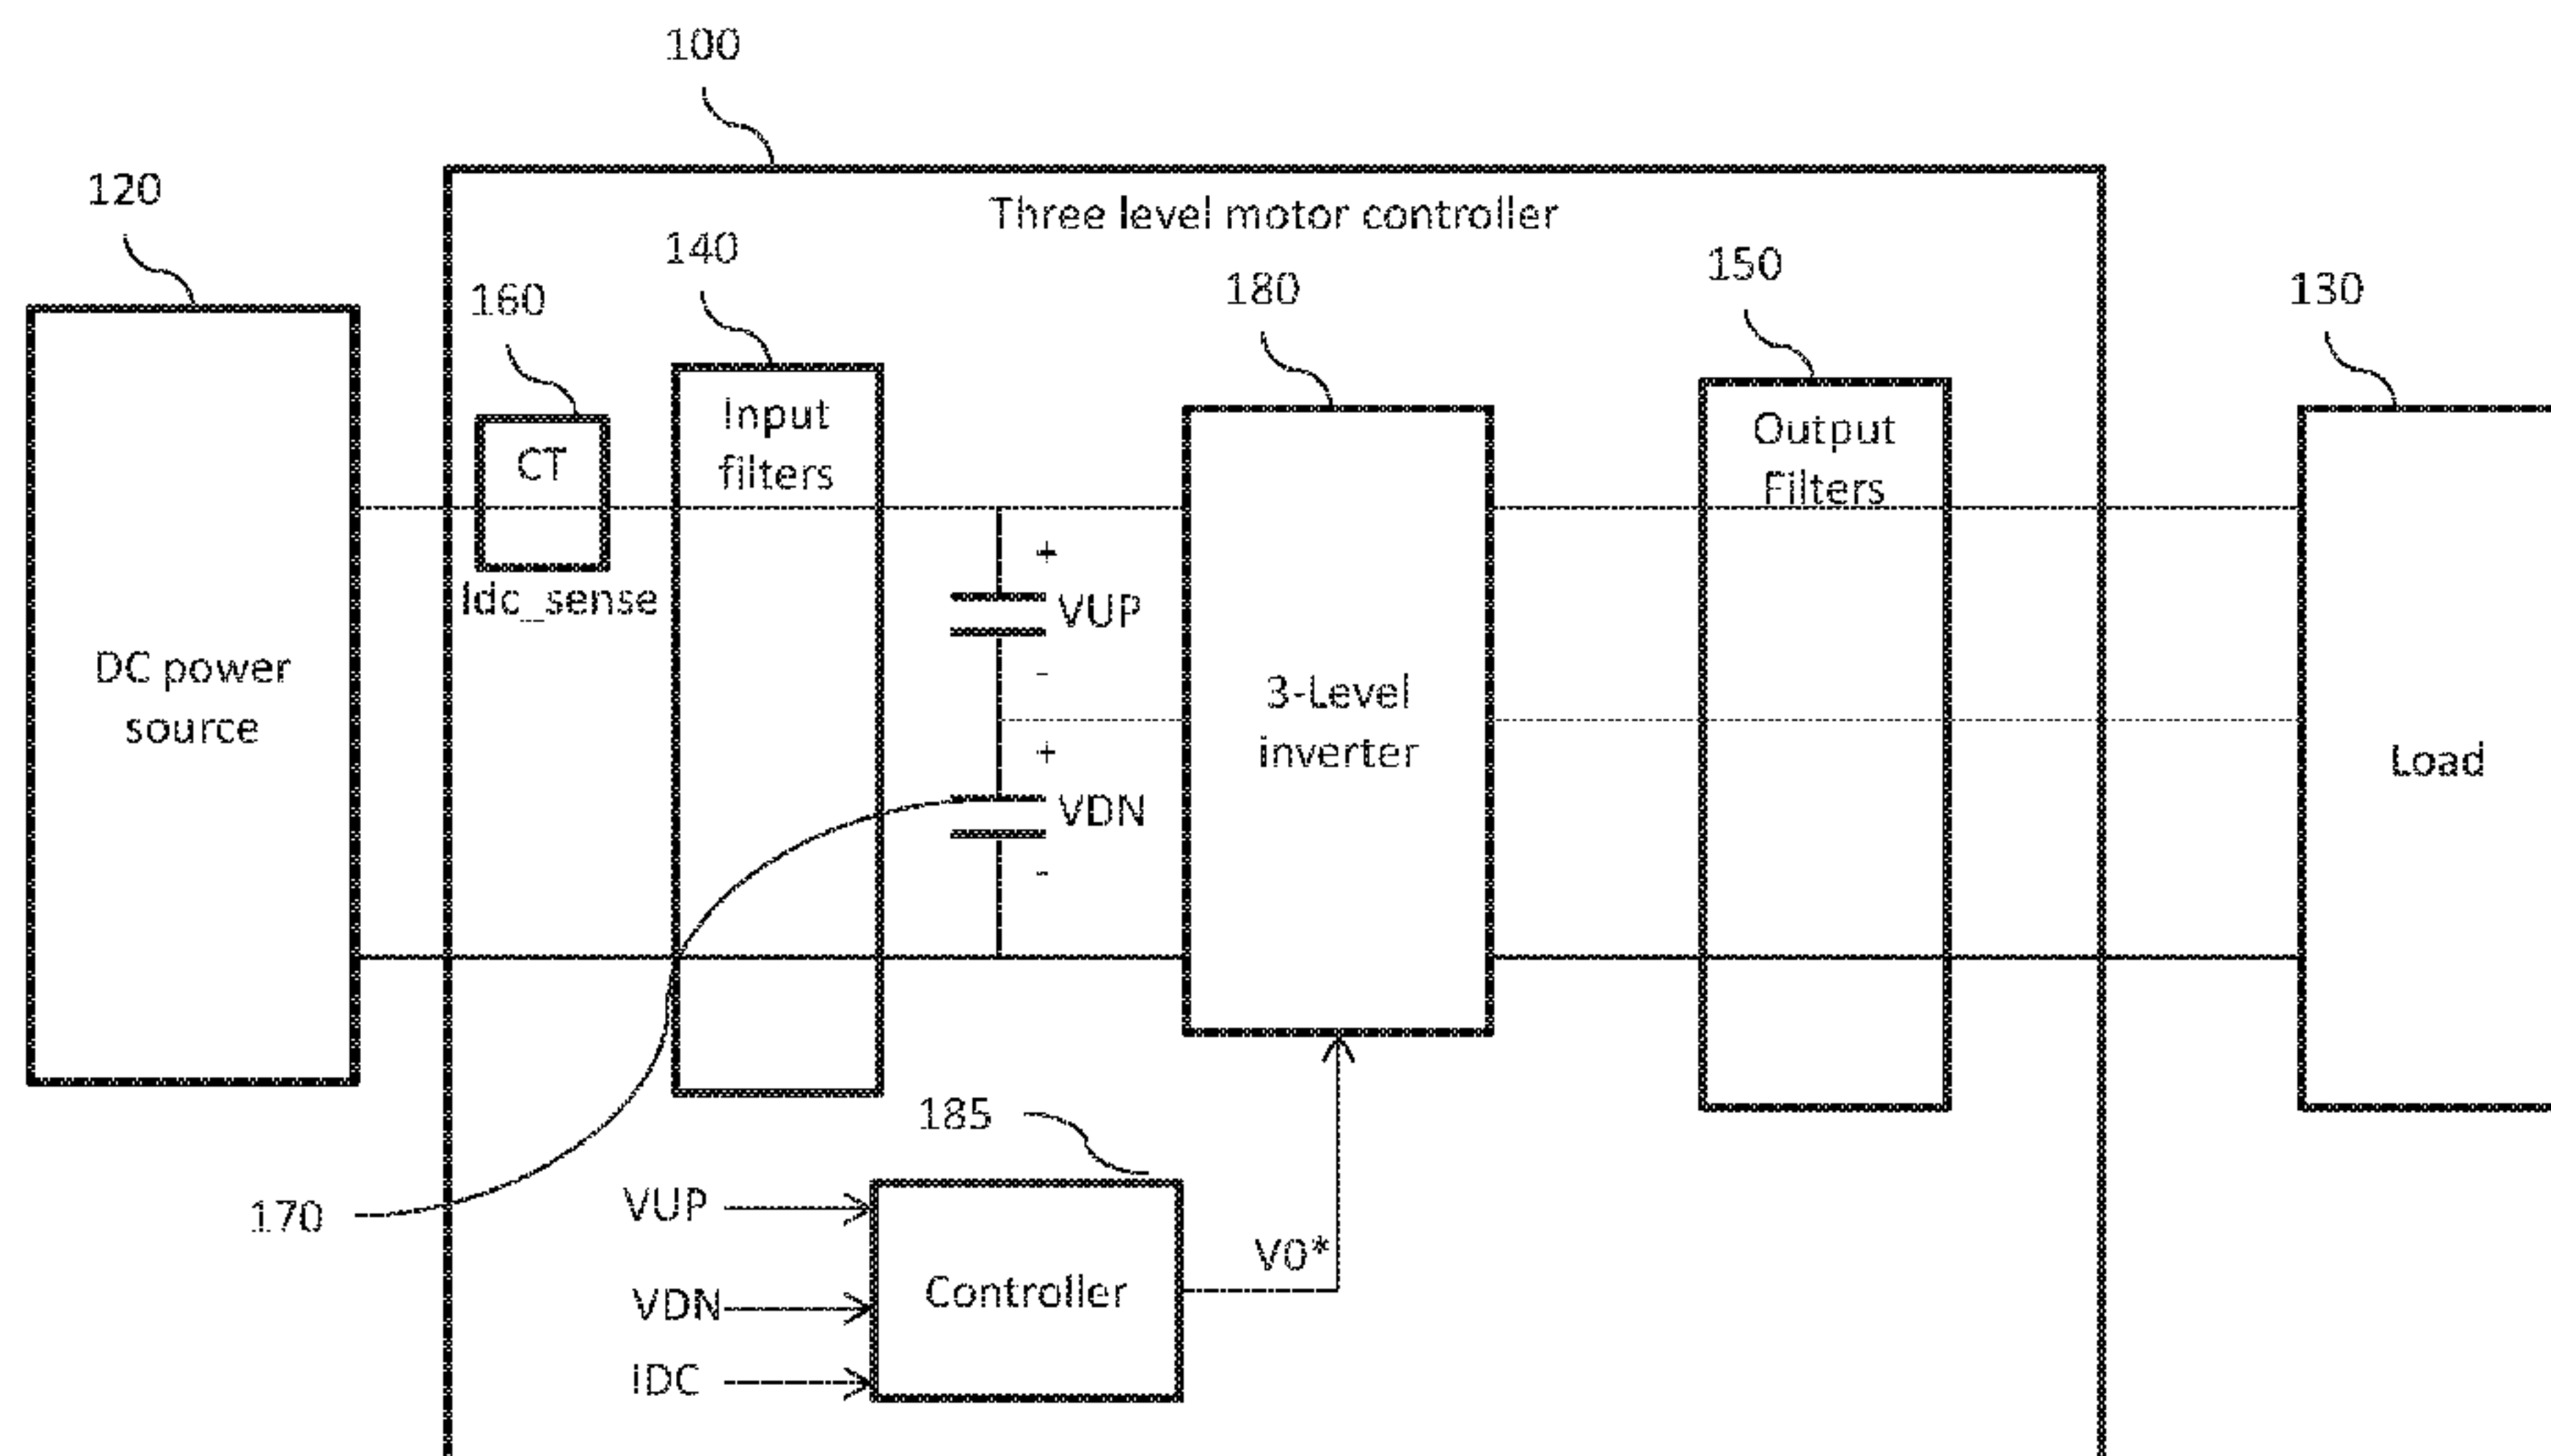 100
120
Three level motor controller
140
160
180
150
130
CT
Input
filters
Output
Filters
Idc_sense
+
VUP
-
DC power
source
3-Level
inverter
+
VDN
-
Load
185
170
VUP
VDN
IDC
Controller
V0*